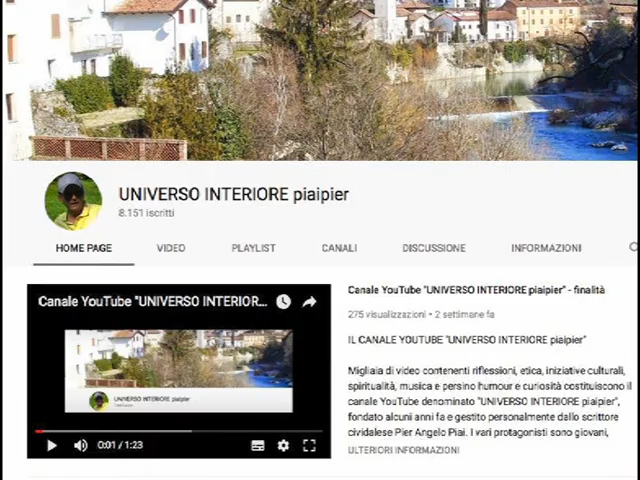 UNIVERSO INTERIORE piaipier
8.151 iscritti
HOME PAGE VIDEO PLAYLIST CANALI DISCUSSIONE INFORMAZIONI
Canale YouTube "UNIVERSO INTERIOR...
UNIVERSO INTERIORE piaipier
0:01 / 1:23
Canale YouTube "UNIVERSO INTERIORE piaipier" - finalità
275 visualizzazioni • 2 settimane fa
IL CANALE YOUTUBE "UNIVERSO INTERIORE piaipier"
Migliaia di video contenenti riflessioni, etica, iniziative culturali,
spiritualità, musica e persino humour e curiosità costituiscono il
canale YouTube denominato "UNIVERSO INTERIORE piaipier",
fondato alcuni anni fa e gestito personalmente dallo scrittore
cividalese Pier Angelo Piai. I vari protagonisti sono giovani,
ULTERIORI INFORMAZIONI